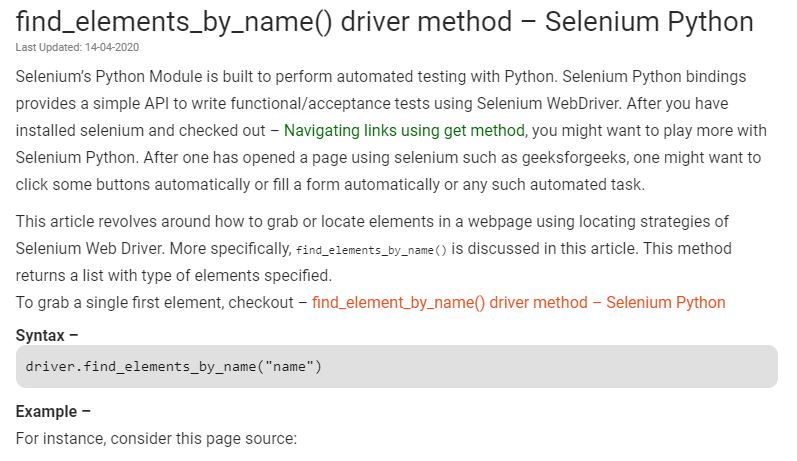 find_elements_by_name() driver method – Selenium Python
Last Updated: 14-04-2020
Selenium's Python Module is built to perform automated testing with Python. Selenium Python bindings
provides a simple API to write functional/acceptance tests using Selenium WebDriver. After you have
installed selenium and checked out – Navigating links using get method, you might want to play more with
Selenium Python. After one has opened a page using selenium such as geeksforgeeks, one might want to
click some buttons automatically or fill a form automatically or any such automated task.
This article revolves around how to grab or locate elements in a webpage using locating strategies of
Selenium Web Driver. More specifically, find_elements_by_name() is discussed in this article. This method
returns a list with type of elements specified.
To grab a single first element, checkout – find_element_by_name() driver method – Selenium Python
Syntax –
driver.find_elements_by_name("name")
Example –
For instance, consider this page source: